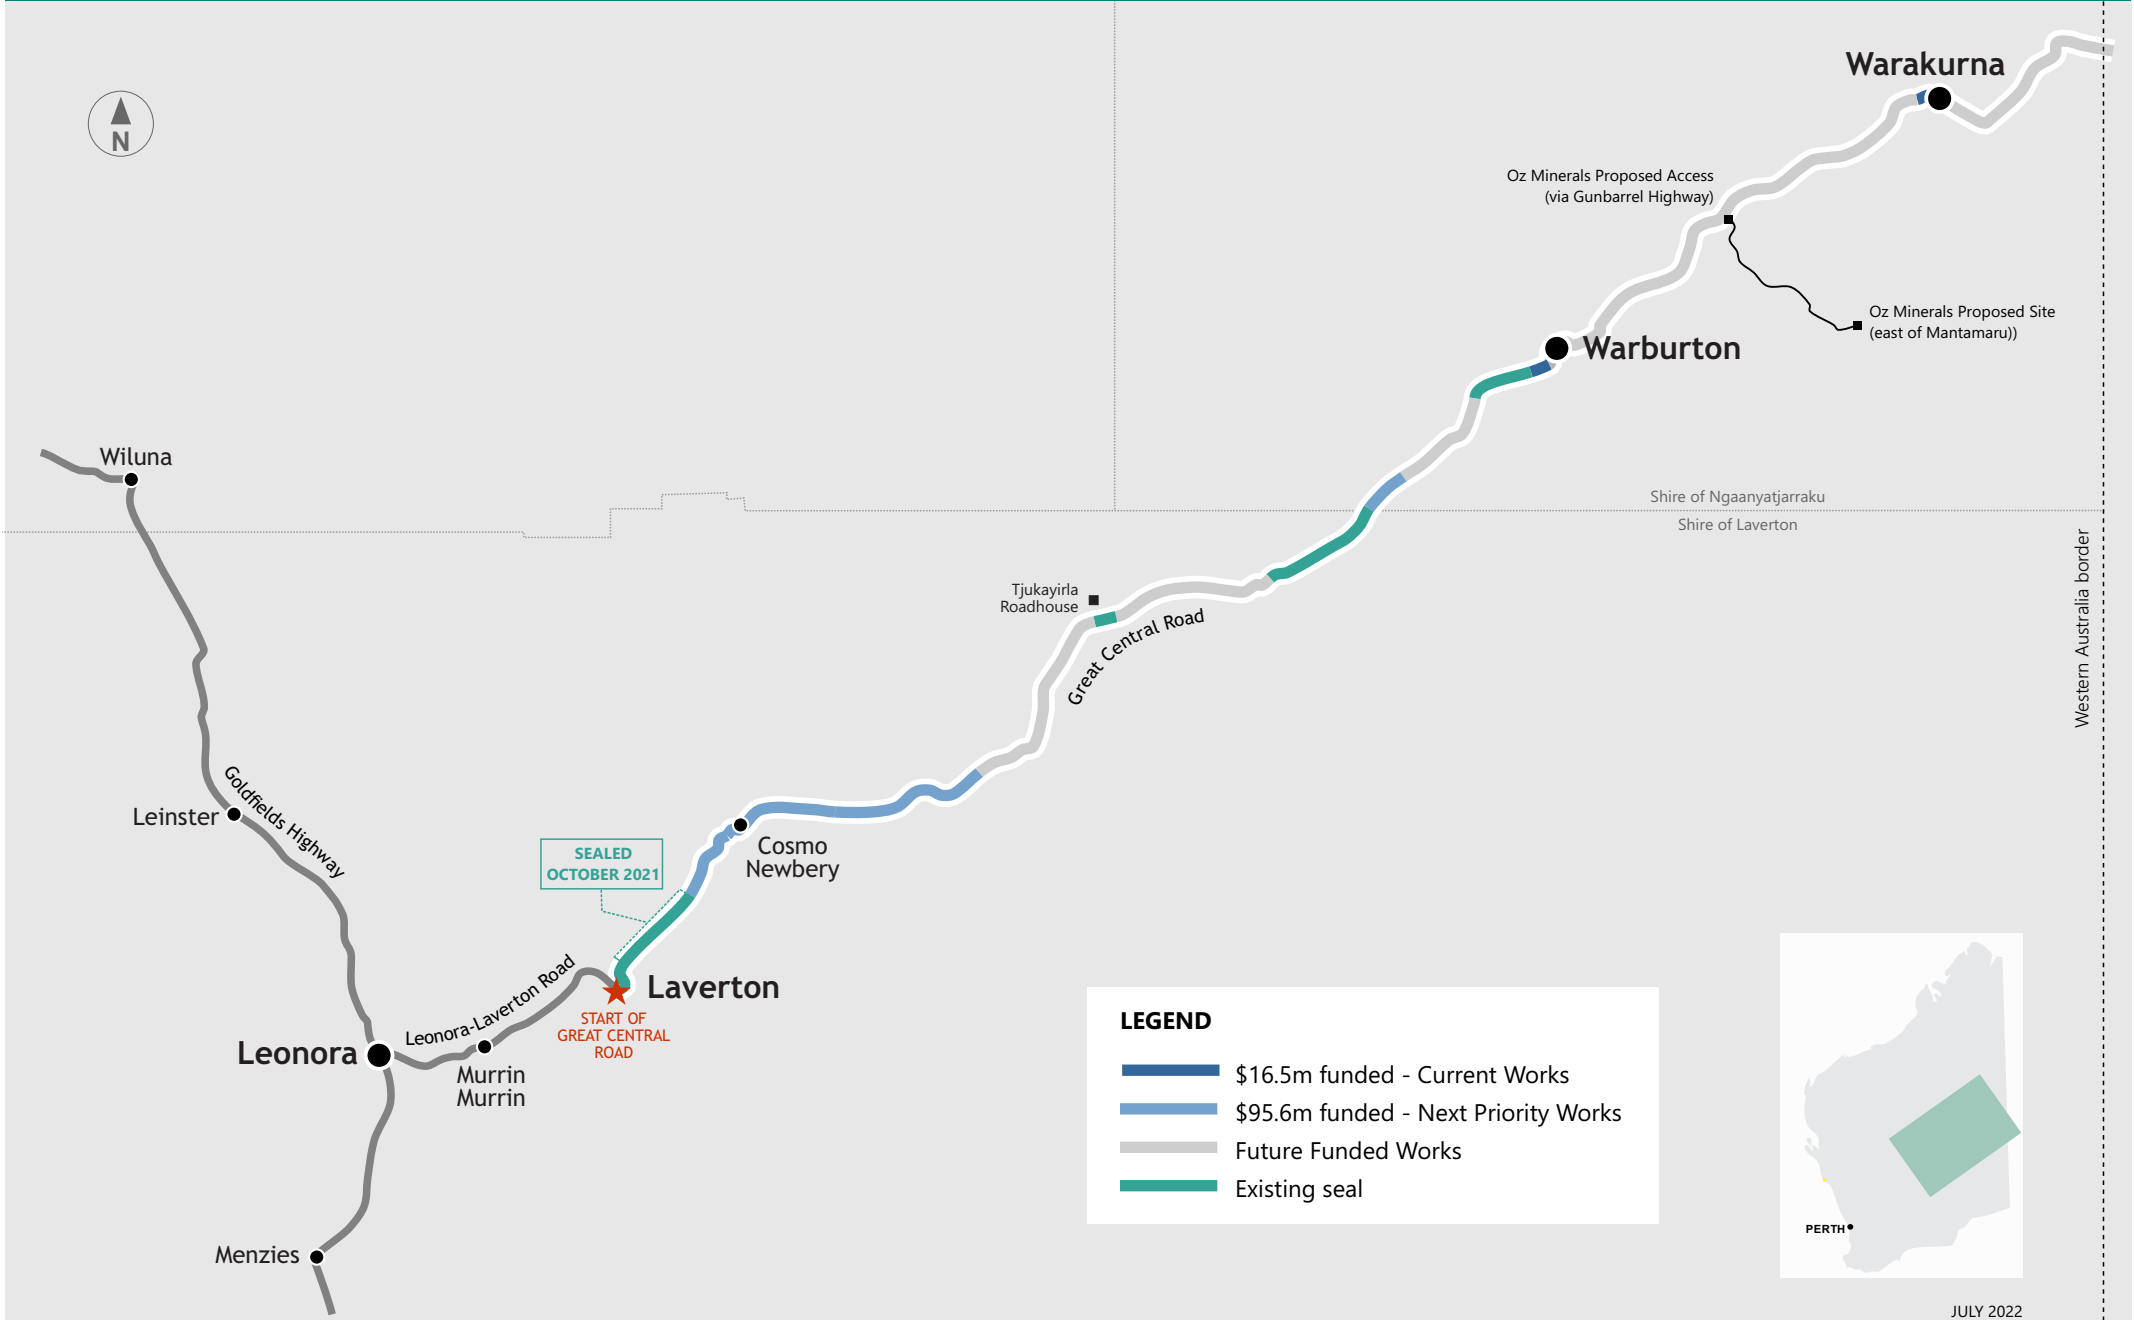 Warakurna
N
Oz Minerals Proposed Access
(via Gunbarrel Highway)
Oz Minerals Proposed Site
(east of Mantamaru))
Warburton
Wiluna
Shire of Ngaanyatjarraku
Shire of Laverton
Western Australia border
Tjukayirla
Roadhouse
Great Central Road
Goldfields Highway
Leinster
Cosmo
Newbery
SEALED
OCTOBER 2021
Leonora-Laverton Road
Laverton
START OF
GREAT CENTRAL
ROAD
Leonora
Murrin
Murrin
Menzies
LEGEND
$16.5m funded - Current Works
$95.6m funded - Next Priority Works
Future Funded Works
Existing seal
PERTH
JULY 2022